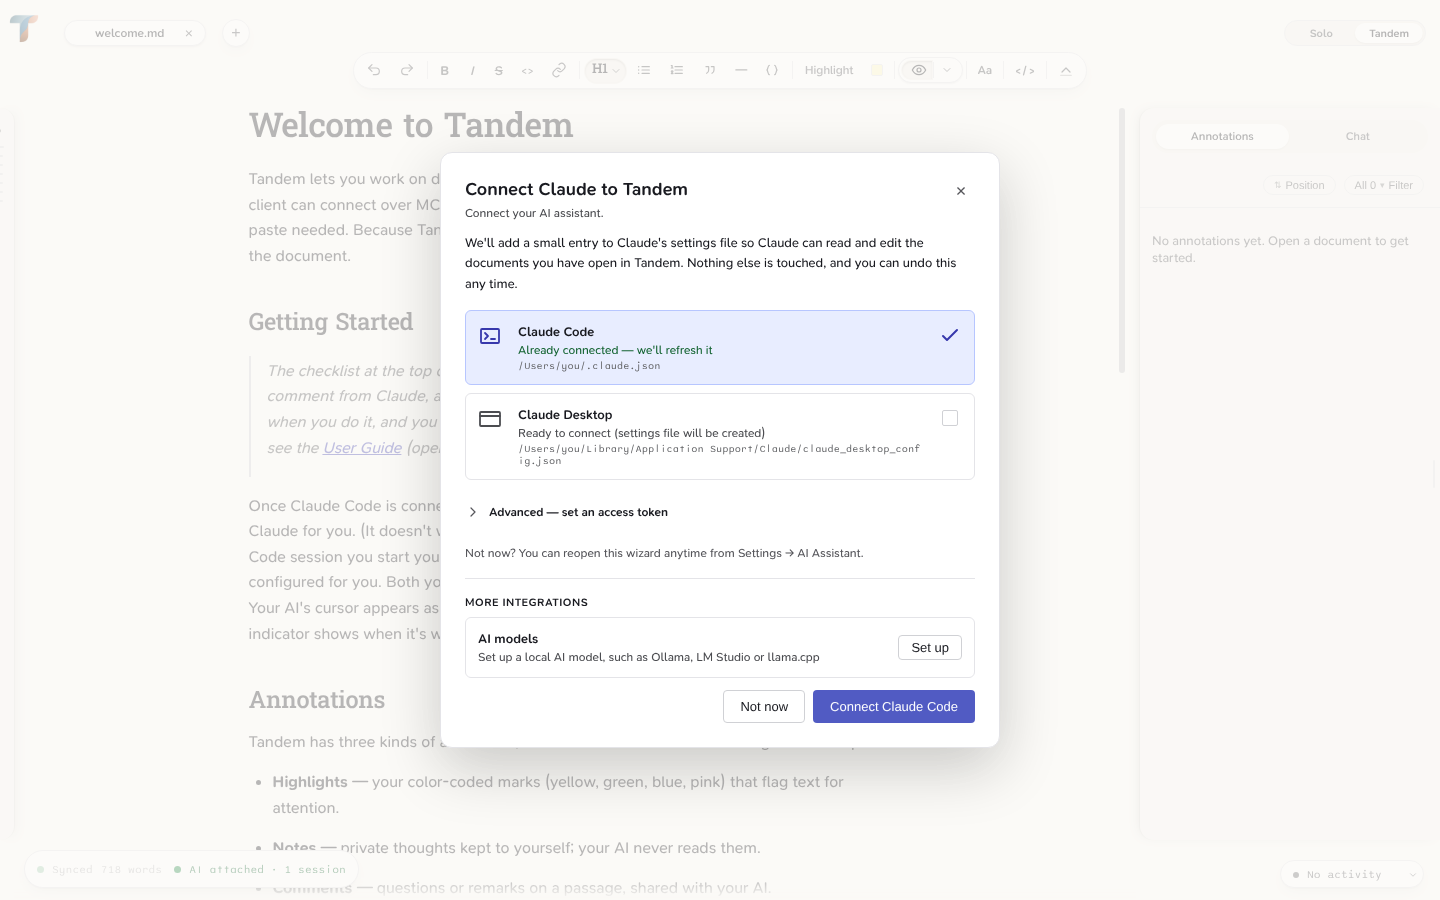 welcome.md ×
+
Solo Tandem
B I S <> H1 Highlight Aa </>
Welcome to Tandem
Tandem lets you work on d
client can connect over MC
paste needed. Because Tan
the document.
Getting Started
The checklist at the top o
comment from Claude, a
when you do it, and you
see the User Guide (ope
Once Claude Code is conne
Claude for you. (It doesn't w
Code session you start you
configured for you. Both yo
Your AI's cursor appears as
indicator shows when it's w
Annotations
Tandem has three kinds of a
• Highlights — your color-coded marks (yellow, green, blue, pink) that flag text for
attention.
• Notes — private thoughts kept to yourself; your AI never reads them.
• Comments — questions or remarks on a passage, shared with your AI.
Connect Claude to Tandem
Connect your AI assistant.
We'll add a small entry to Claude's settings file so Claude can read and edit the
documents you have open in Tandem. Nothing else is touched, and you can undo this
any time.
Claude Code
Already connected — we'll refresh it
/Users/you/.claude.json
Claude Desktop
Ready to connect (settings file will be created)
/Users/you/Library/Application Support/Claude/claude_desktop_conf
ig.json
Advanced — set an access token
Not now? You can reopen this wizard anytime from Settings → AI Assistant.
MORE INTEGRATIONS
AI models
Set up a local AI model, such as Ollama, LM Studio or llama.cpp
Set up
Not now
Connect Claude Code
Annotations Chat
Position All 0 Filter
No annotations yet. Open a document to get
started.
Synced 718 words AI attached · 1 session
No activity